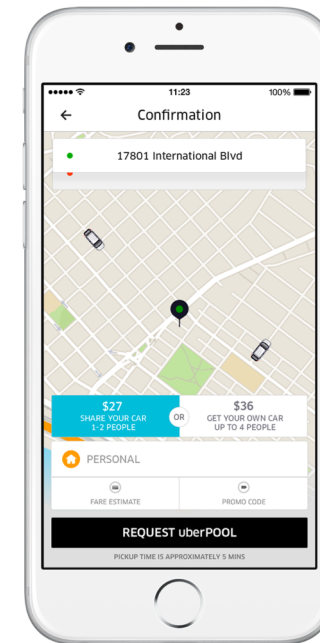 11:23
100%
Confirmation
17801 International Blvd
$27
SHARE YOUR CAR
1-2 PEOPLE
OR
$36
GET YOUR OWN CAR
UP TO 4 PEOPLE
PERSONAL
FARE ESTIMATE
PROMO CODE
REQUEST uberPOOL
PICKUP TIME IS APPROXIMATELY 5 MINS